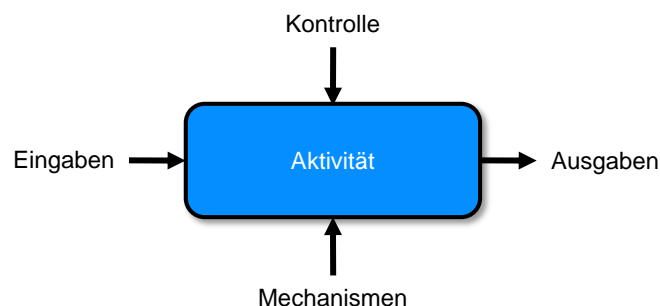 Kontrolle
Eingaben
Aktivität
Ausgaben
Mechanismen